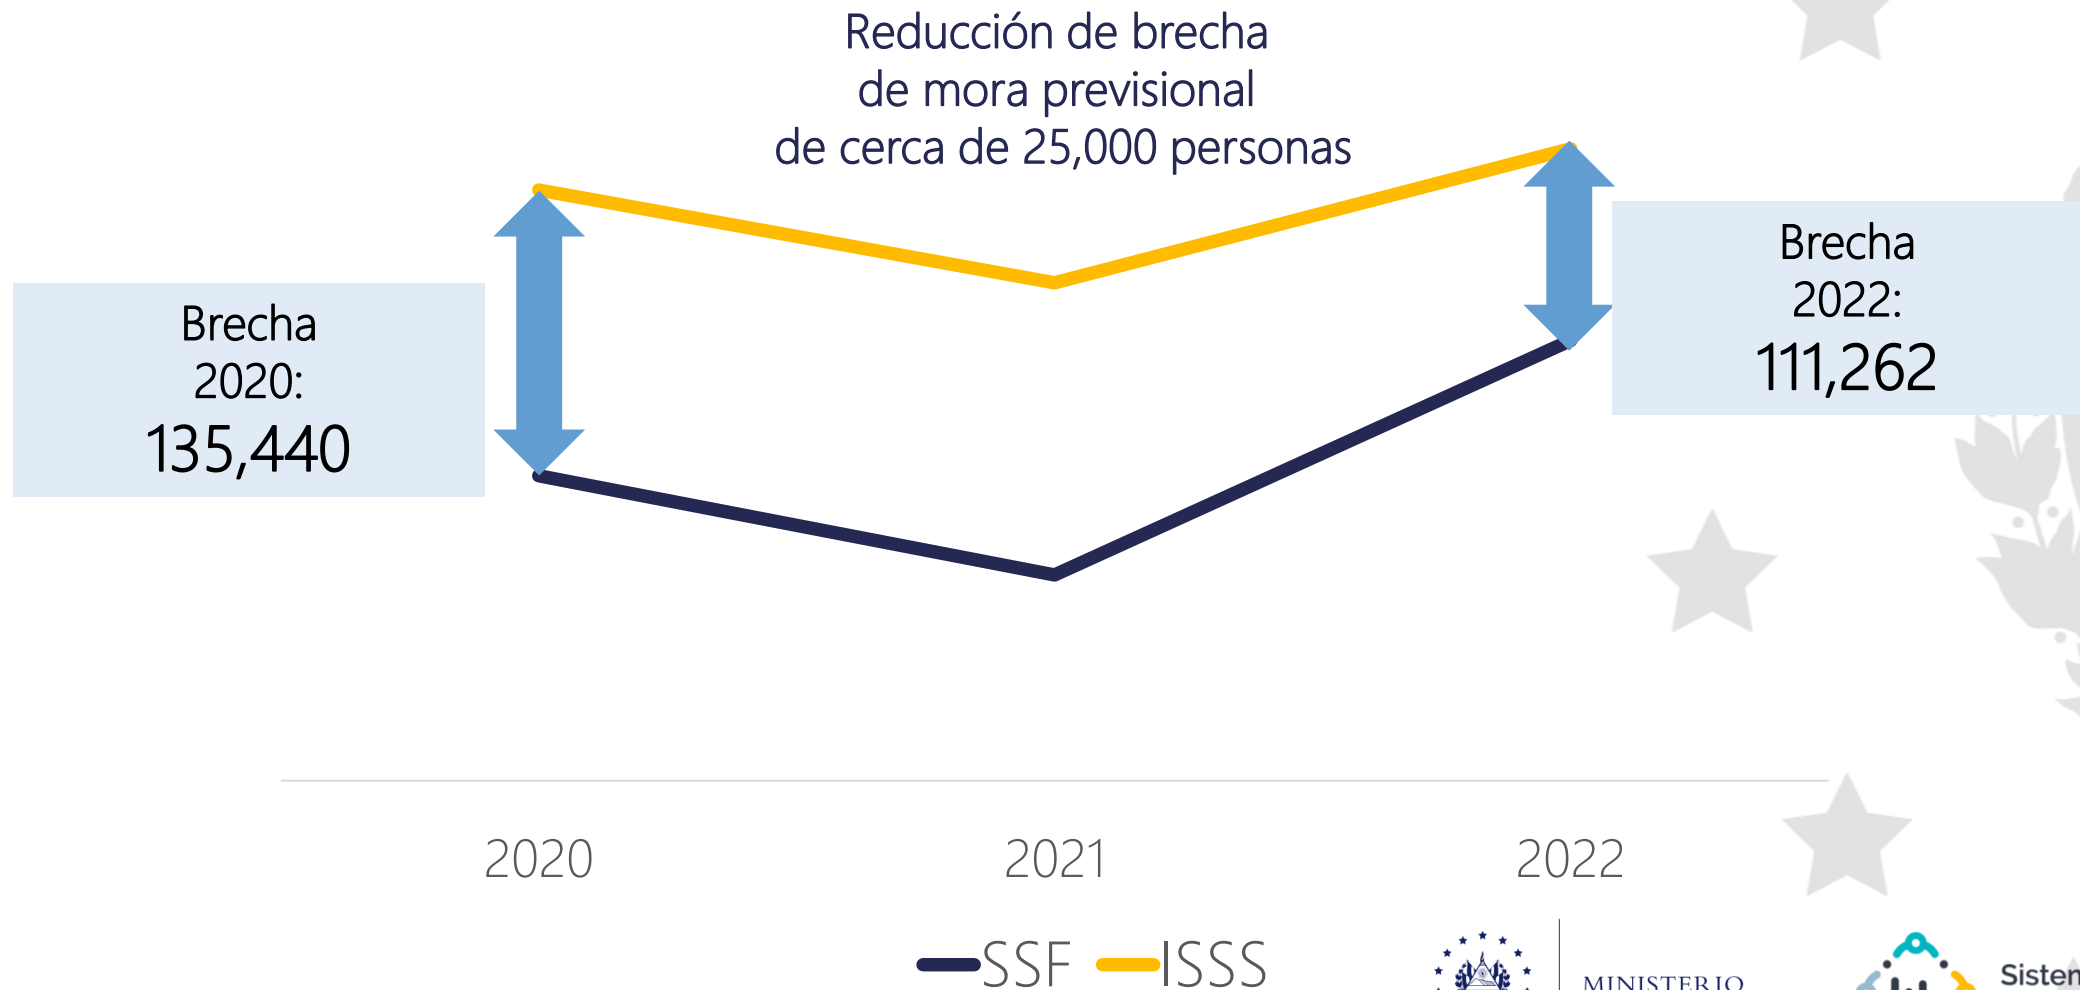 Reducción de brecha
de mora previsional
de cerca de 25,000 personas
Brecha
2020:
135,440
Brecha
2022:
111,262
2020 2021 2022
SSF ISSS
MINISTERIO